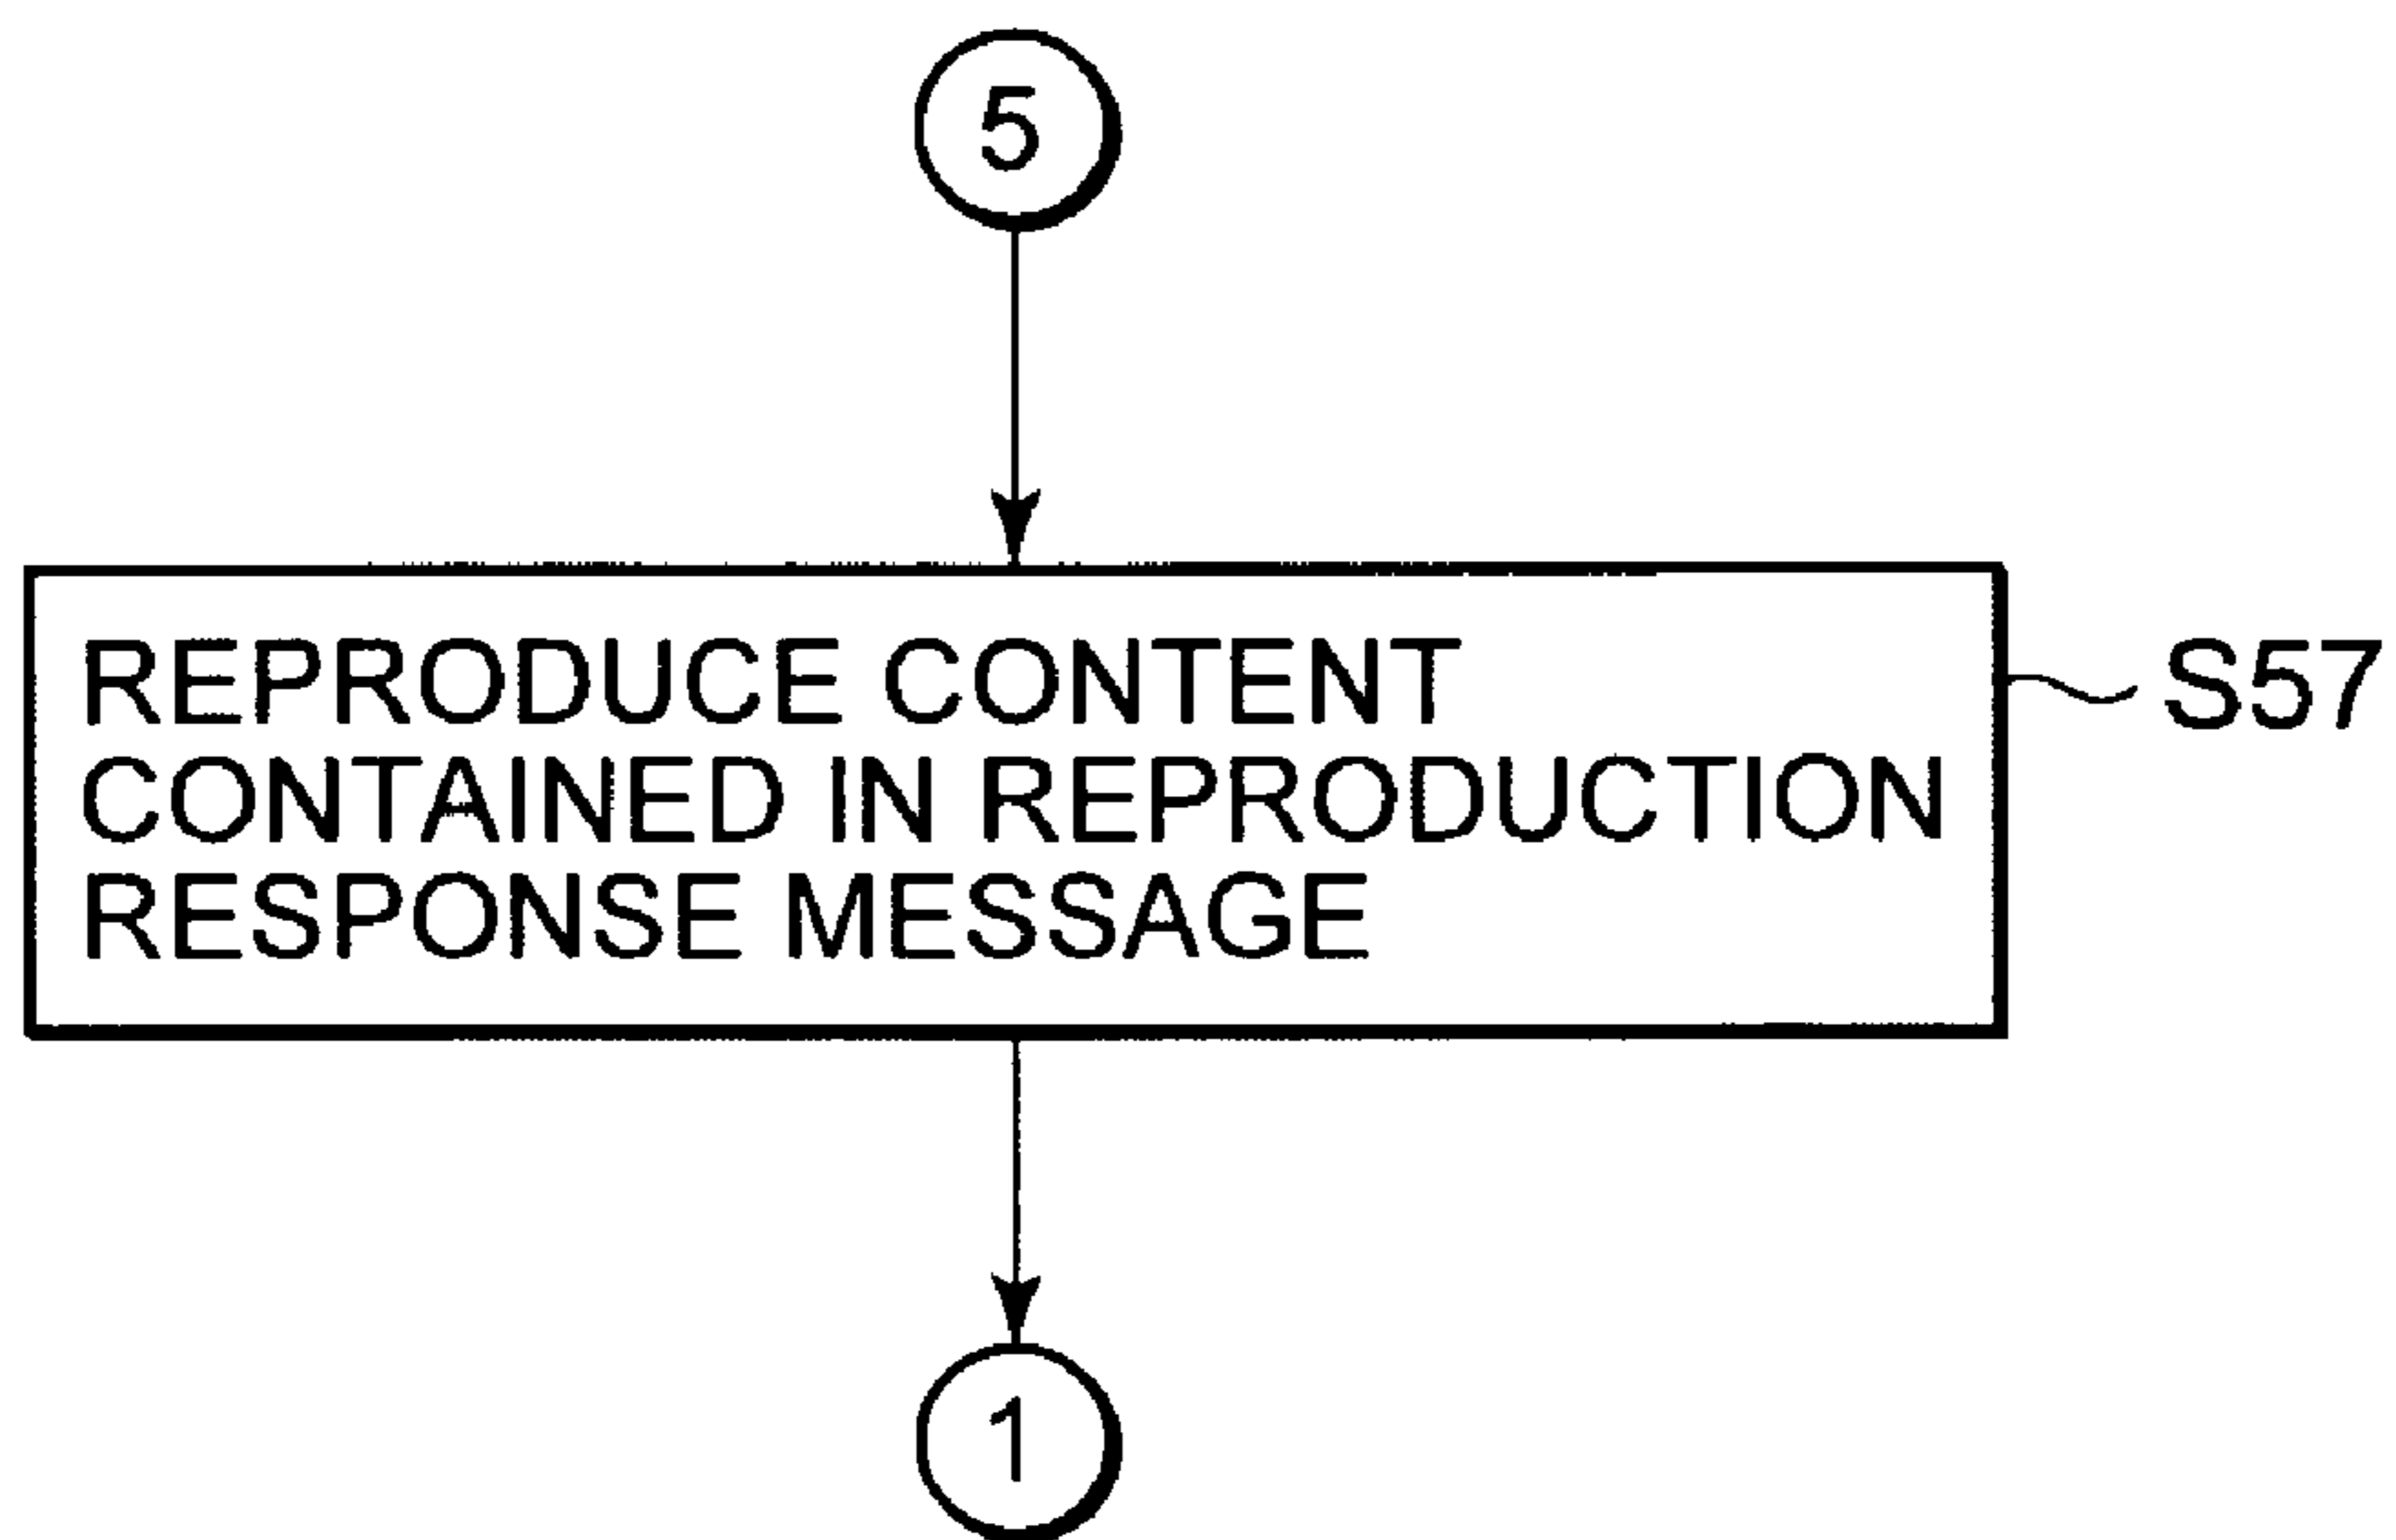 5
REPRODUCE CONTENT
CONTAINED IN REPRODUCTION
RESPONSE MESSAGE
S57
1